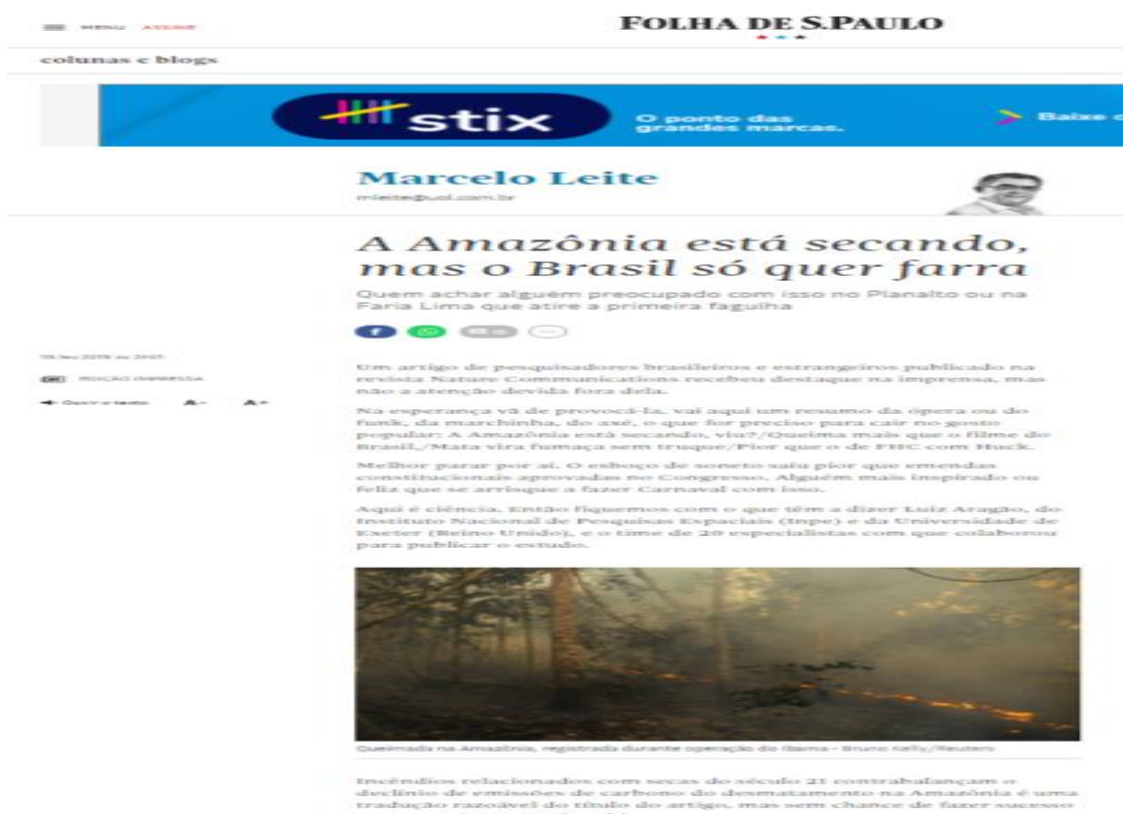 MENU ASSINE
FOLHA DE S.PAULO
colunas e blogs
stix
O ponto das
grandes marcas.
Baixe o
Marcelo Leite
mleite@uol.com.br
A Amazônia está secando,
mas o Brasil só quer farra
Quem achar alguém preocupado com isso no Planalto ou na
Faria Lima que atire a primeira fagulha
EDIÇÃO IMPRESSA
Ouvir o texto A- A+
Um artigo de pesquisadores brasileiros e estrangeiros publicado na
revista Nature Communications recebeu destaque na imprensa, mas
não a atenção devida fora dela.
Na esperança vã de provocá-la, vai aqui um resumo da ópera ou do
funk, da marchinha, do axé, o que for preciso para cair no gosto
popular: A Amazônia está secando, viu?/Queima mais que o filme do
Brasil,/Mata vira fumaça sem truque/Pior que o de FHC com Huck.
Melhor parar por aí. O esboço de soneto saiu pior que emendas
constitucionais aprovadas no Congresso. Alguém mais inspirado ou
feliz que se arrisque a fazer Carnaval com isso.
Aqui é ciência. Então fiquemos com o que têm a dizer Luiz Aragão, do
Instituto Nacional de Pesquisas Espaciais (Inpe) e da Universidade de
Exeter (Reino Unido), e o time de 20 especialistas com que colaborou
para publicar o estudo.
Queimada na Amazônia, registrada durante operação do Ibama - Bruno Kelly/Reuters
Incêndios relacionados com secas do século 21 contrabalançam o
declínio de emissões de carbono do desmatamento na Amazônia é uma
tradução razoável do título do artigo, mas sem chance de fazer sucesso